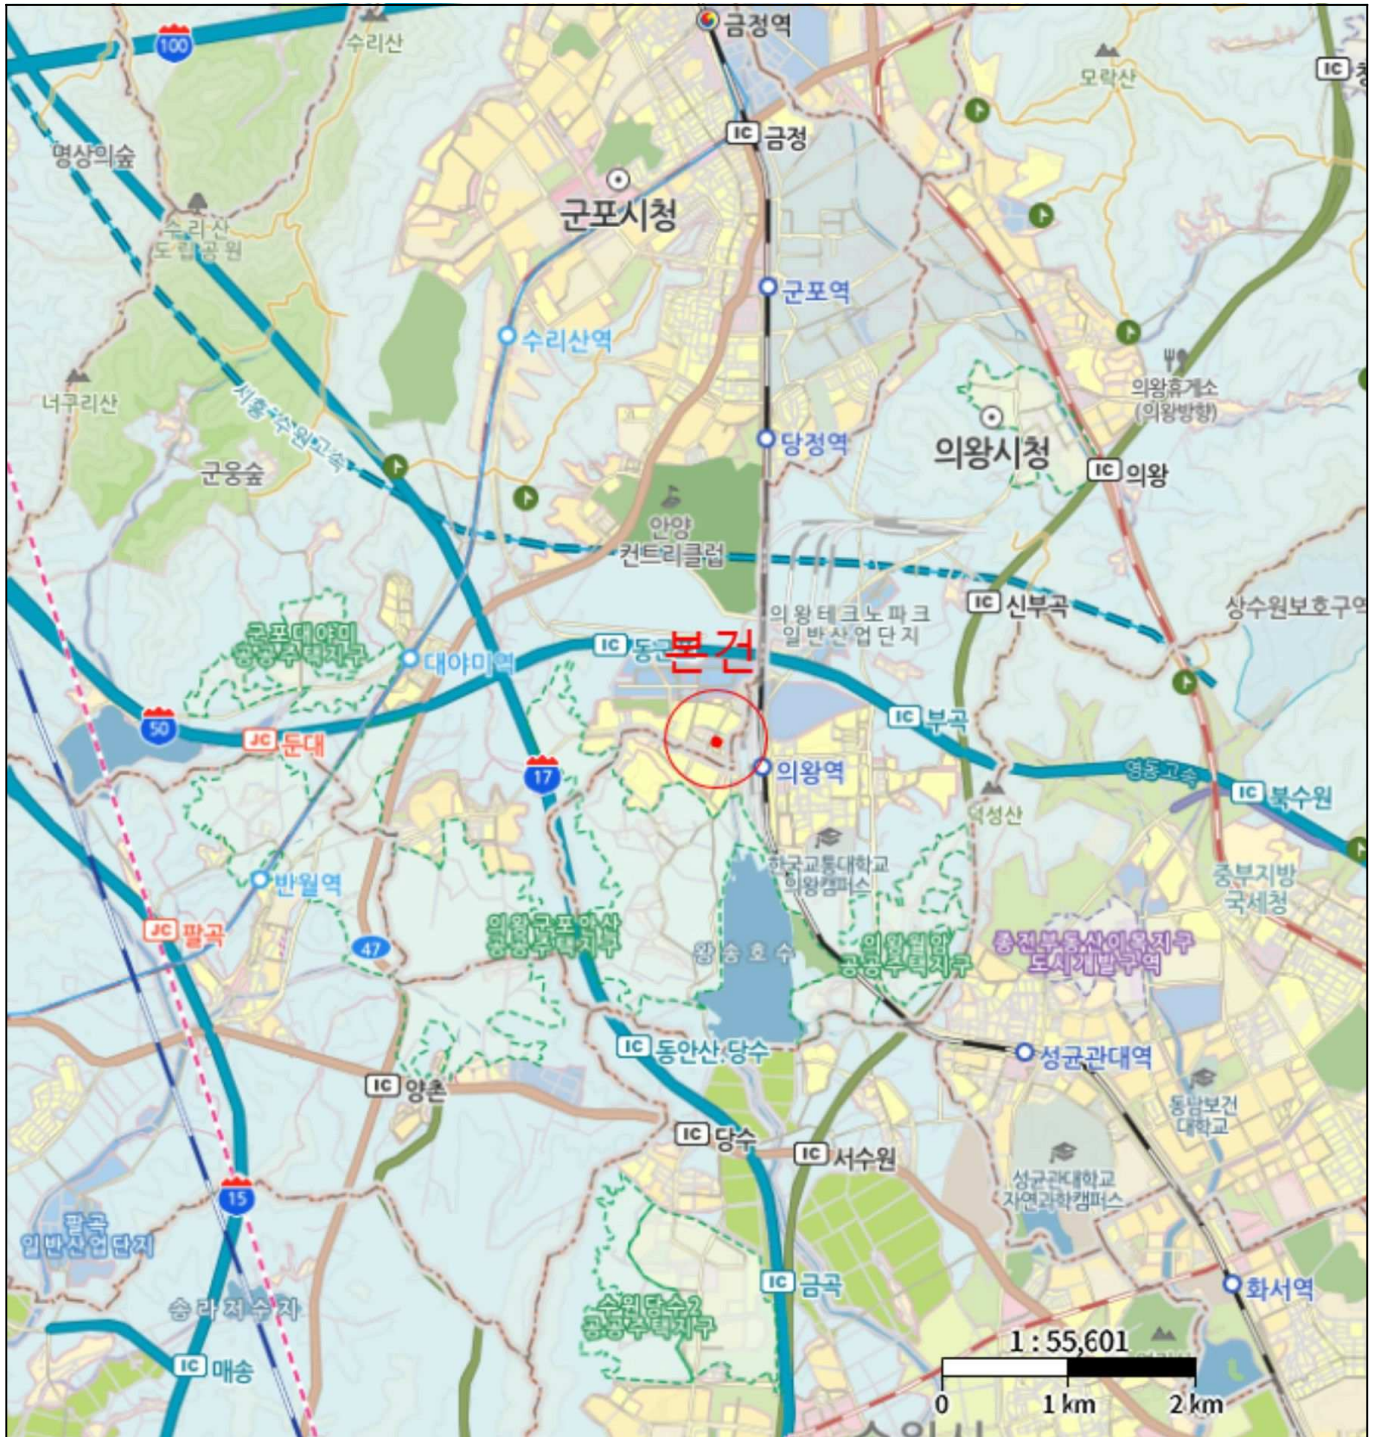 금정역
100
수리산
모락산
IC
명상의숲
IC 금정
수리산
도립공원
군포시청
군포역
수리산역
의왕휴게소
(의왕방향)
너구리산
서흥~수원고속
당정역
의왕시청
군웅숲
IC 의왕
안양
컨트리클럽
IC 신부곡
상수원보호구역
의왕테크노파크
일반산업단지
군포대야미
공공주택지구
IC 동군
본건
대야미역
50
JC 둔대
IC 부곡
17
의왕역
영동고속
IC 북수원
덕성산
한국교통대학교
의왕캠퍼스
중부지방
국세청
반월역
JC 팔곡
47
의왕군포안산
공공주택지구
왕송호수
의왕월암
공공주택지구
종전부동산이목지구
도시개발구역
IC 동안산.당수
성균관대역
IC 양촌
동남보건
대학교
IC 당수
IC 서수원
성균관대학교
자연과학캠퍼스
15
팔곡
일반산업단지
IC 금곡
화서역
송라저수지
수원당수2
공공주택지구
1 : 55,601
IC 매송
0 1 km 2 km
수원시